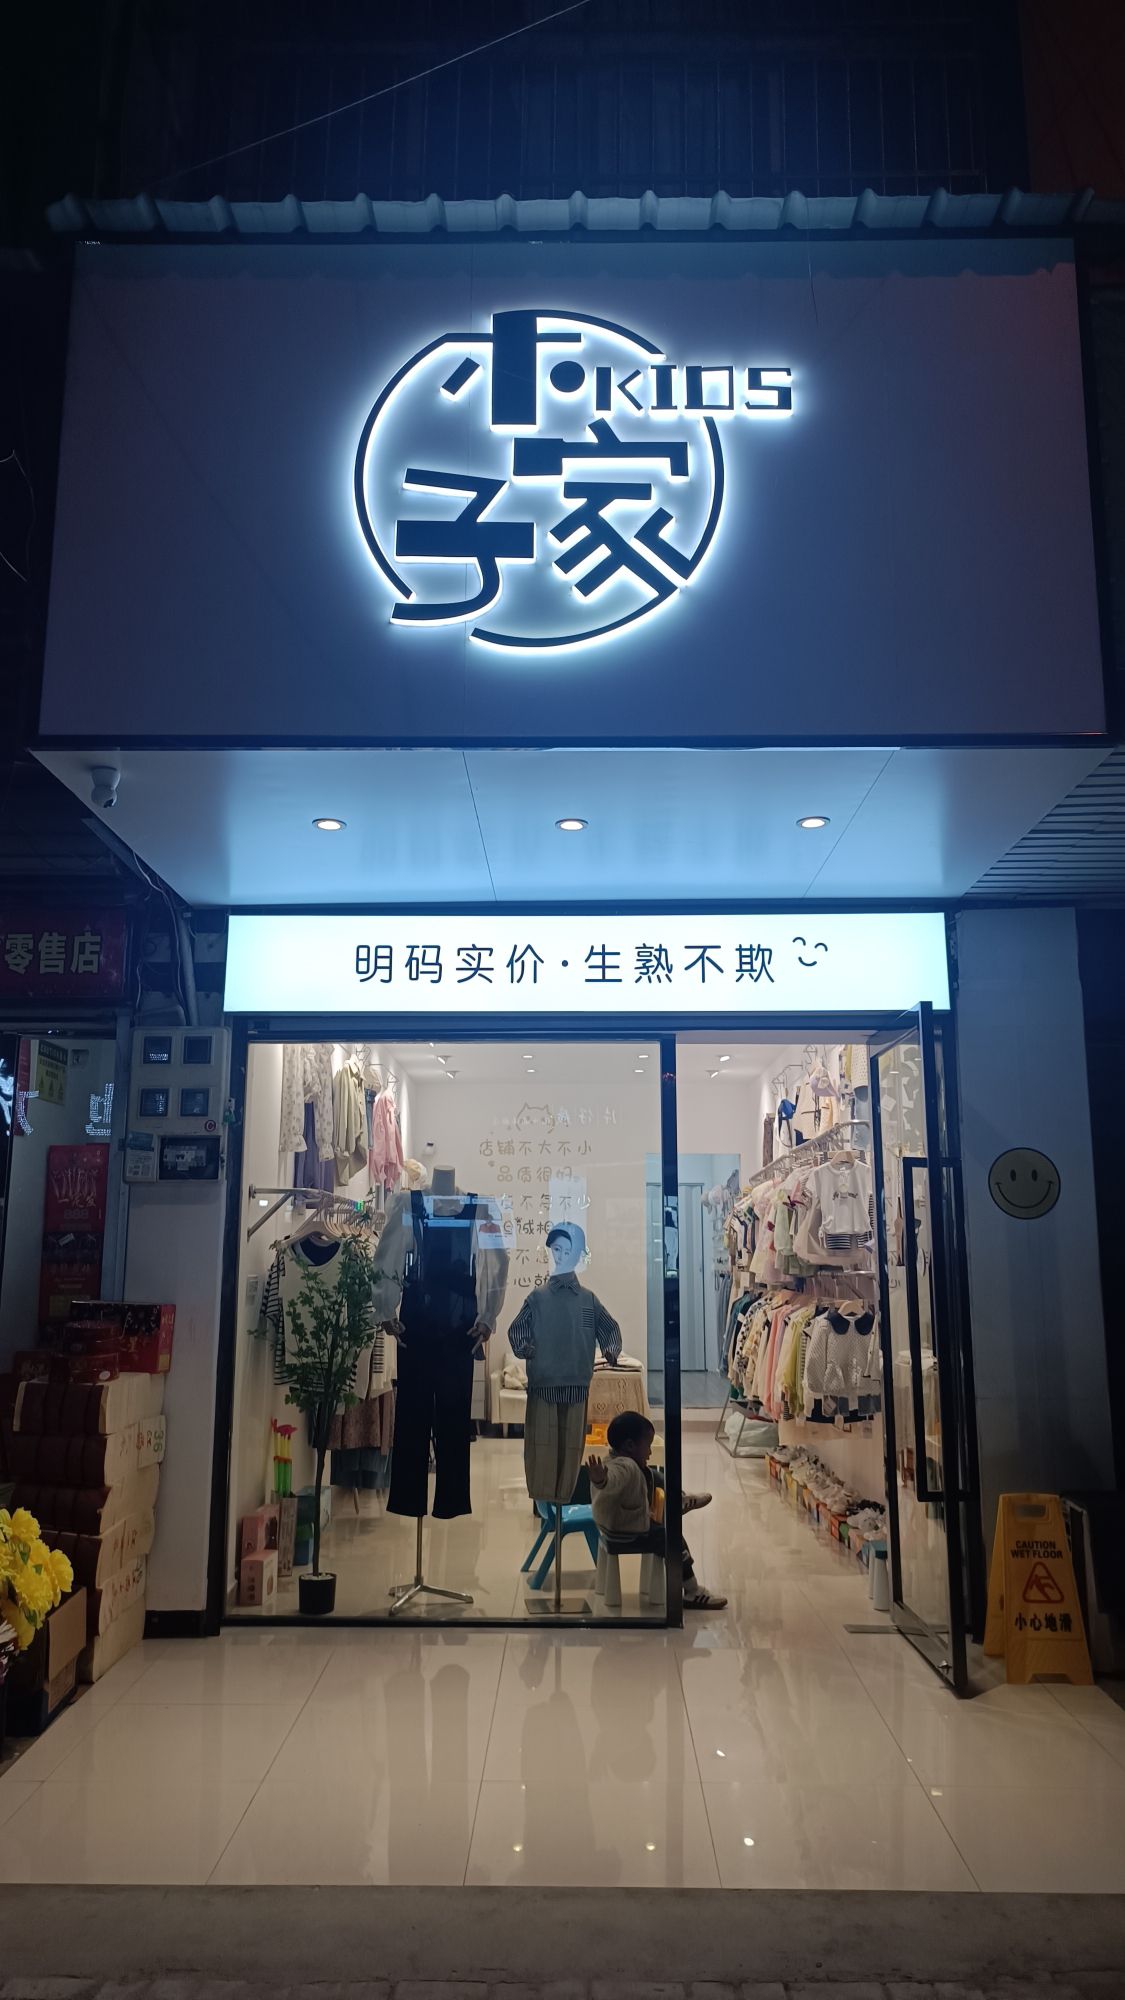 小KIDS
子家
明码实价·生熟不欺
零售店
店铺不大不小
品质很好
CAUTION
WET FLOOR
小心地滑